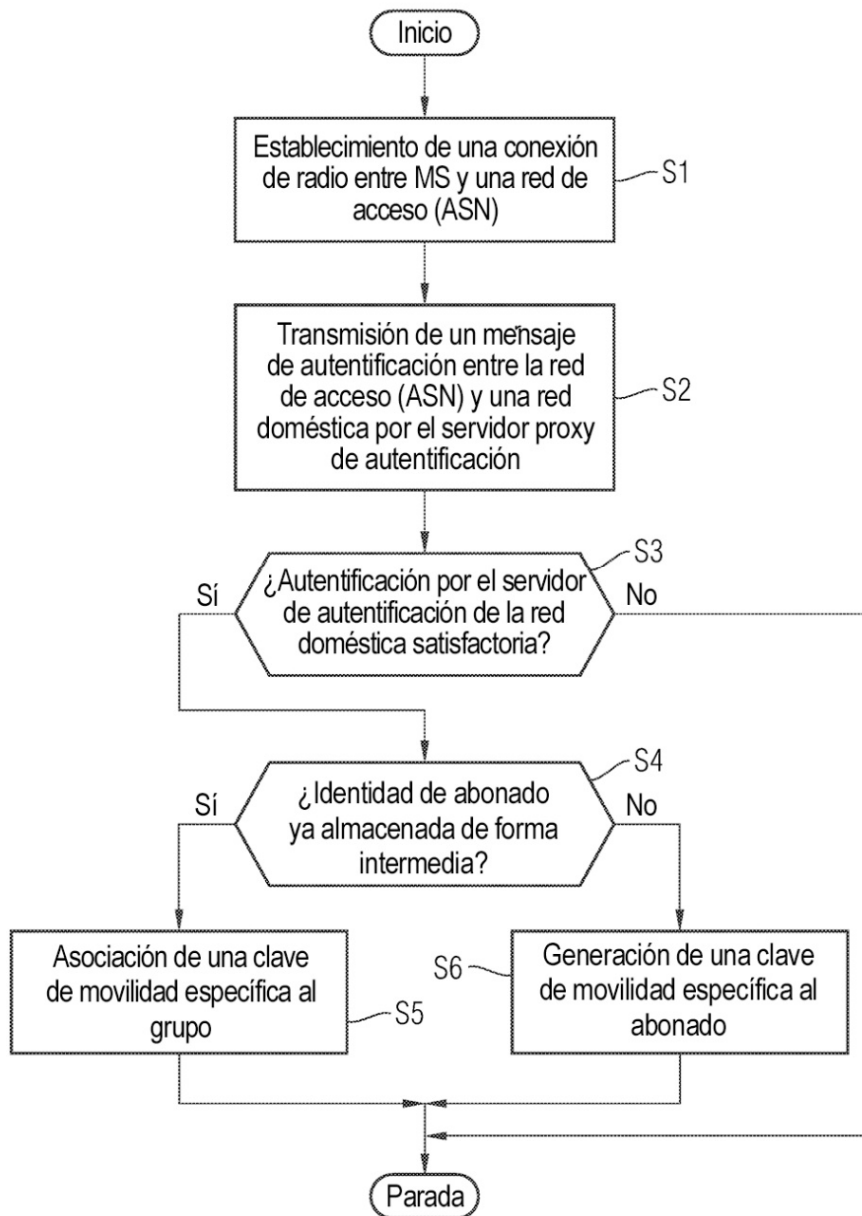 Inicio
Establecimiento de una conexión
de radio entre MS y una red de
acceso (ASN)
S1
Transmisión de un mensaje
de autentificación entre la red
de acceso (ASN) y una red
doméstica por el servidor proxy
de autentificación
S2
S3
¿Autentificación por el servidor
de autentificación de la red
doméstica satisfactoria?
Sí
No
S4
¿Identidad de abonado
ya almacenada de forma
intermedia?
Sí
No
Asociación de una clave
de movilidad específica al
grupo
S5
S6
Generación de una clave
de movilidad específica al
abonado
Parada